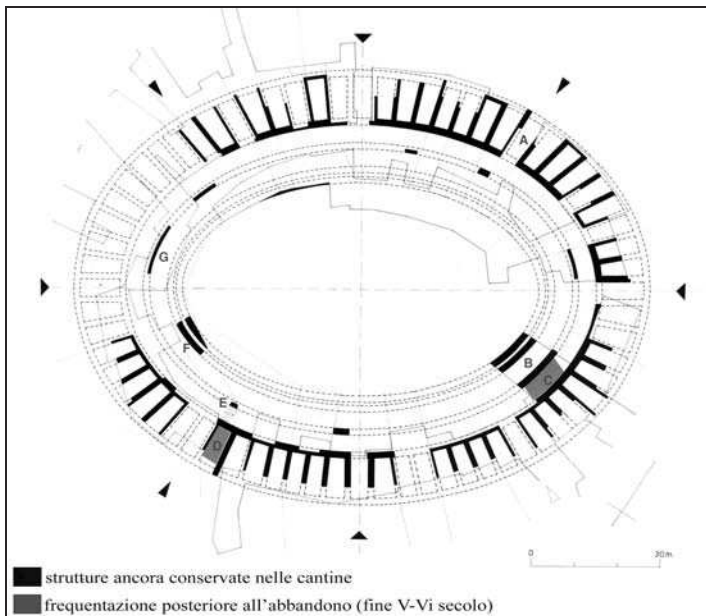 A
G
B
F
C
E
D
0 30 m.
strutture ancora conservate nelle cantine
frequentazione posteriore all'abbandono (fine V-Vi secolo)